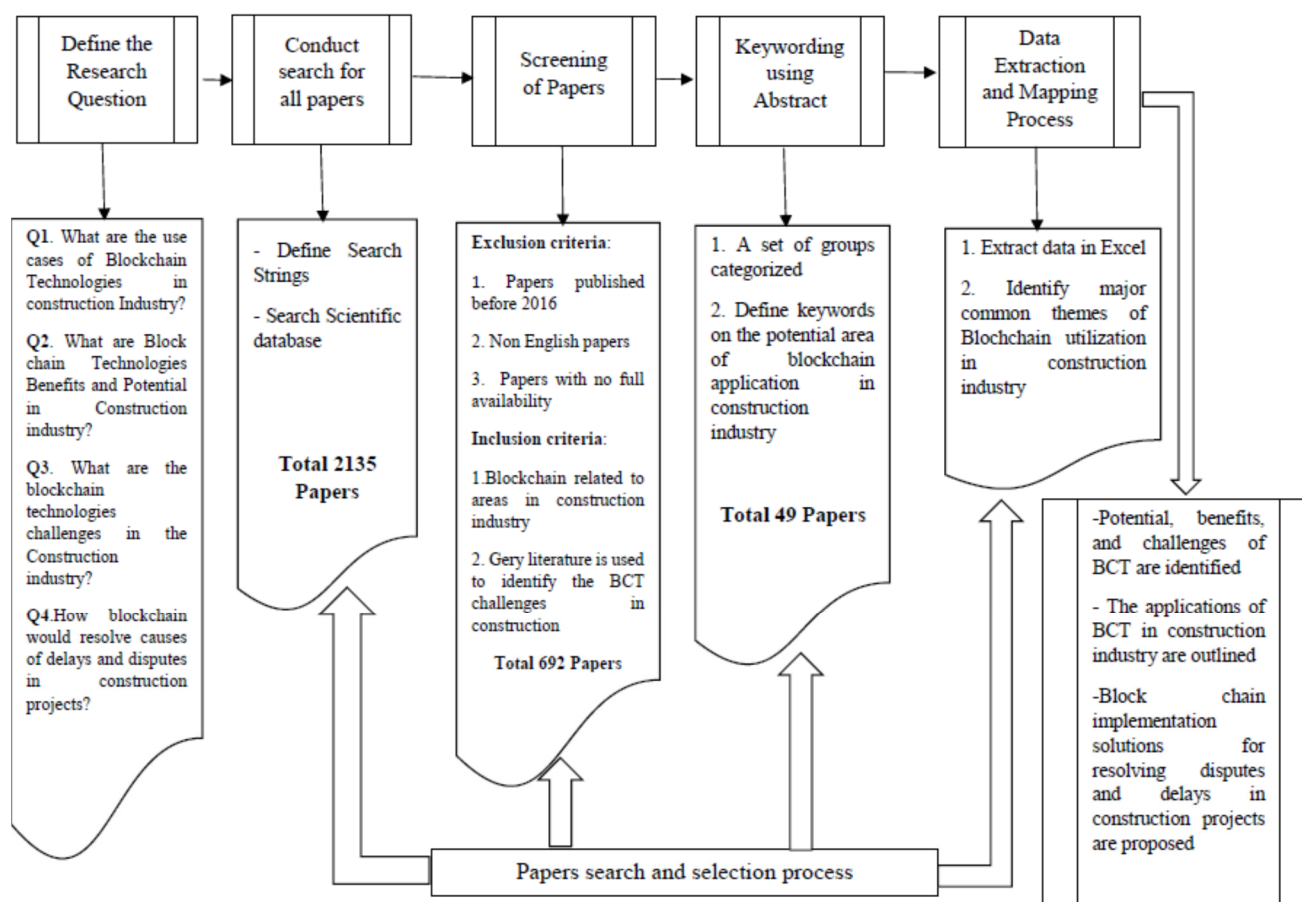 Define the
Research
Question
Conduct
search for
all papers
Screening
of Papers
Keywording
using
Abstract
Data
Extraction
and Mapping
Process
Q1. What are the use
cases of Blockchain
Technologies in
construction Industry?
Q2. What are Block
chain Technologies
Benefits and Potential
in Construction
industry?
Q3. What are the
blockchain
technologies
challenges in the
Construction
industry?
Q4.How blockchain
would resolve causes
of delays and disputes
in construction
projects?
- Define Search
Strings
- Search Scientific
database
Total 2135
Papers
Exclusion criteria:
1. Papers published
before 2016
2. Non English papers
3. Papers with no full
availability
Inclusion criteria:
1.Blockchain related to
areas in construction
industry
2. Gery literature is used
to identify the BCT
challenges in
construction
Total 692 Papers
1. A set of groups
categorized
2. Define keywords
on the potential area
of blockchain
application in
construction
industry
Total 49 Papers
1. Extract data in Excel
2. Identify major
common themes of
Blochchain utilization
in construction
industry
-Potential, benefits,
and challenges of
BCT are identified
- The applications of
BCT in construction
industry are outlined
-Block chain
implementation
solutions for
resolving disputes
and delays in
construction projects
are proposed
Papers search and selection process